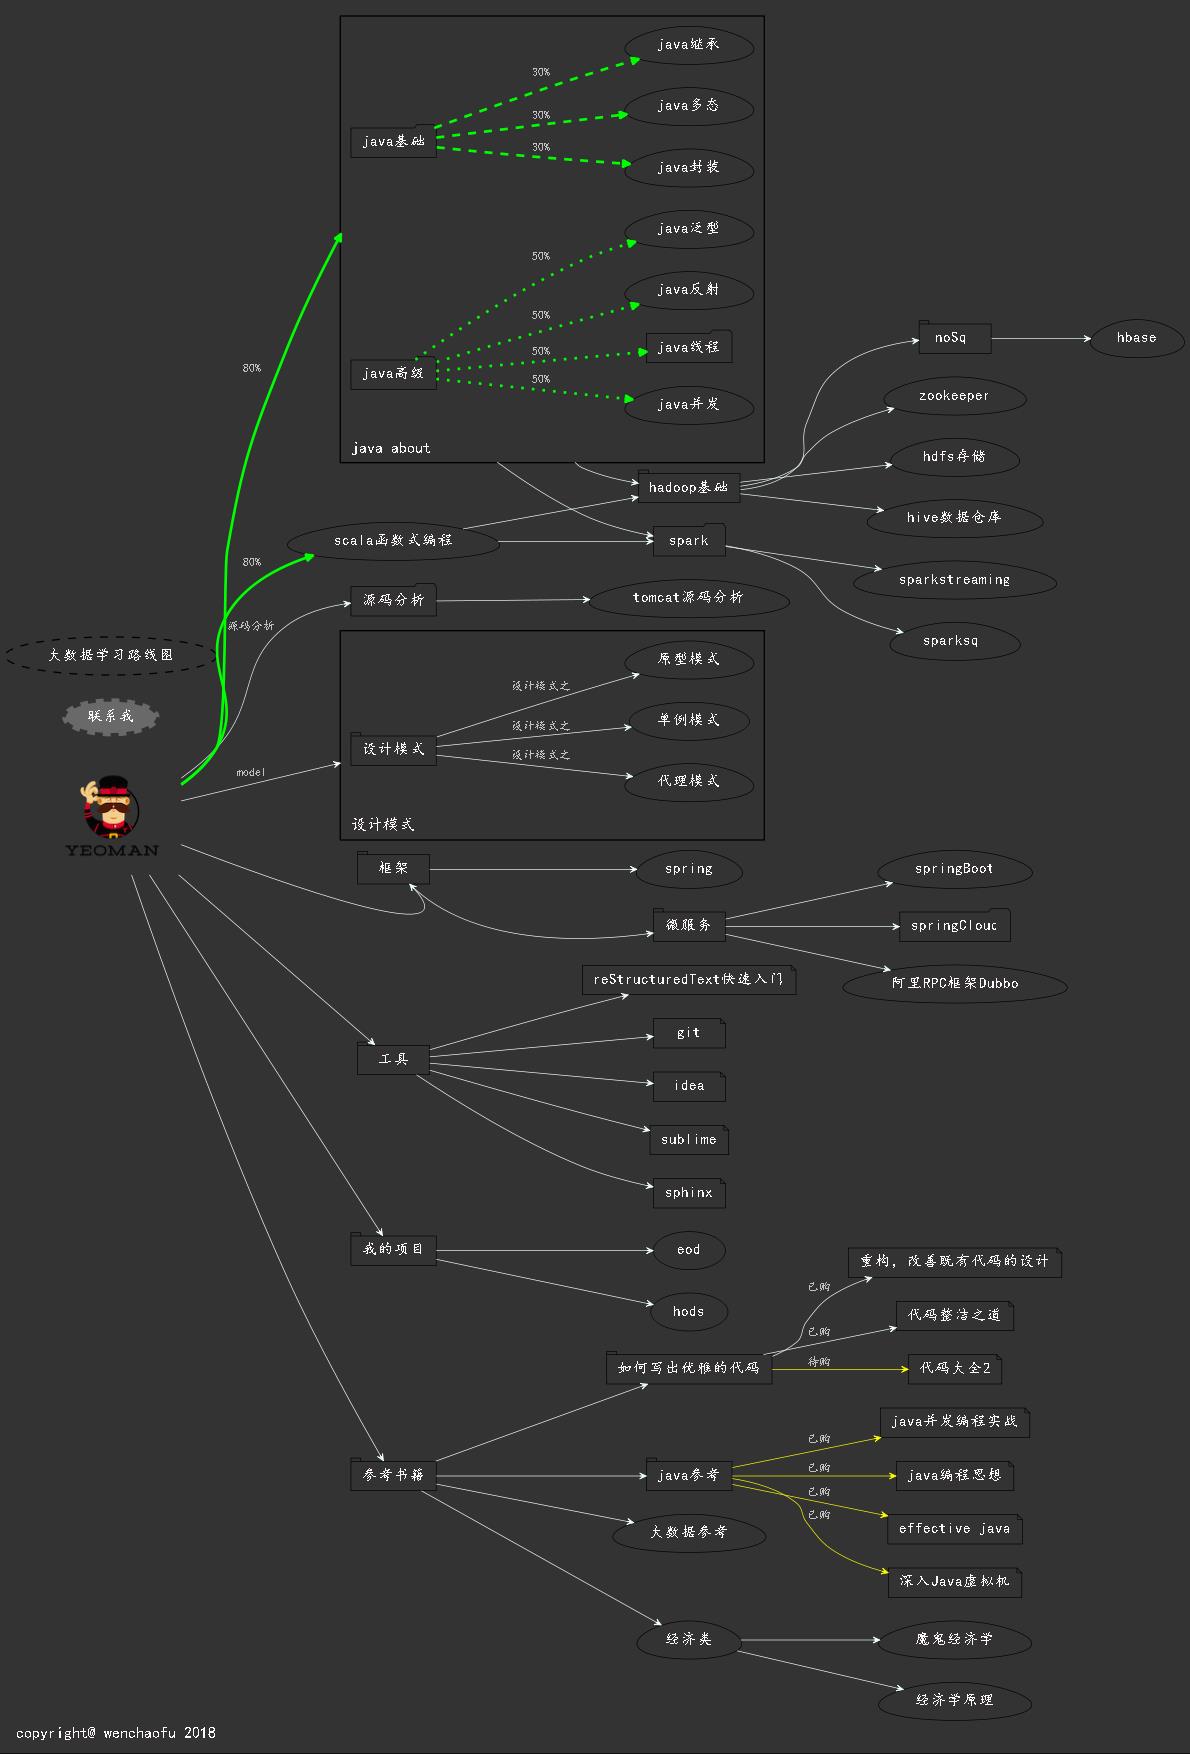 java继承
30%
java多态
30%
java基础
30%
java封装
java泛型
50%
java反射
50%
java线程
50%
java高级
50%
java并发
java about
80%
noSq
hbase
zookeeper
hdfs存储
hadoop基础
hive数据仓库
scala函数式编程
spark
80%
sparkstreaming
源码分析
tomcat源码分析
源码分析
sparksq
大数据学习路线图
联系我
原型模式
设计模式之
单例模式
设计模式之
设计模式
设计模式之
代理模式
model
设计模式
YEOMAN
框架
spring
springBoot
微服务
springCloud
阿里RPC框架Dubbo
reStructuredText快速入门
git
工具
idea
sublime
sphinx
我的项目
eod
hods
重构, 改善既有代码的设计
已购
代码整洁之道
已购
如何写出优雅的代码
待购
代码大全2
java并发编程实战
已购
参考书籍
java参考
已购
java编程思想
已购
effective java
已购
大数据参考
深入Java虚拟机
经济类
魔鬼经济学
经济学原理
copyright@ wenchaofu 2018